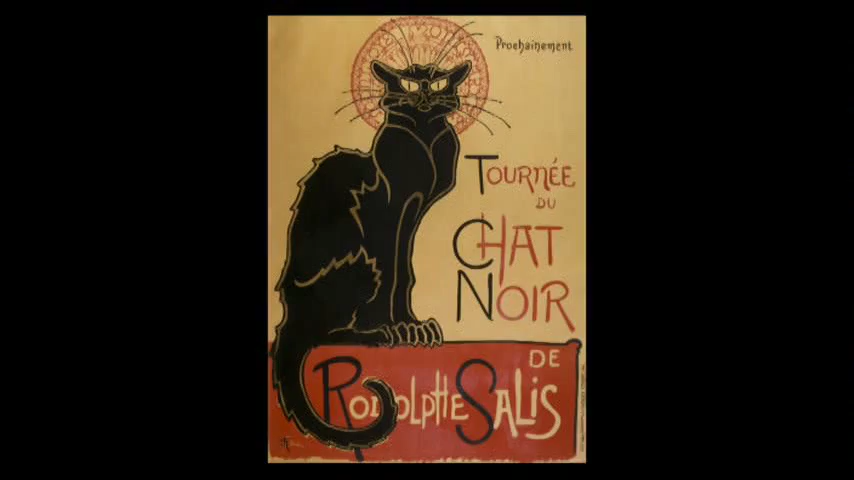 Prochainement
TOURNÉE
DU
CHAT
NOIR
DE
RODOLPHE SALIS